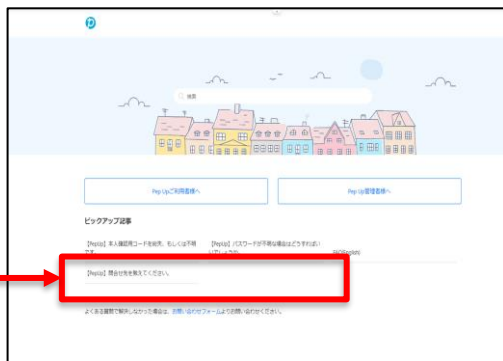 検索
Pep Upご利用者様へ
Pep Up管理者様へ
ピックアップ記事
【PepUp】本人確認用コードを紛失、もしくは不明
です。
【PepUp】パスワードが不明な場合はどうすればい
いでしょうか。
FAQ(English)
【PepUp】問合せ先を教えてください。
よくある質問で解決しなかった場合は、お問い合わせフォームよりお問い合わせください。